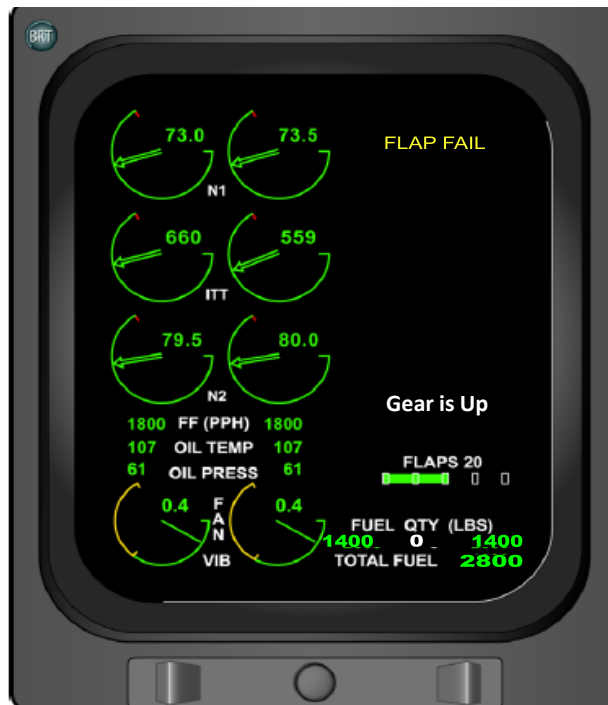 BRT
73.0 73.5
FLAP FAIL
N1
660 559
ITT
79.5 80.0
N2
Gear is Up
1800 FF (PPH) 1800
107 OIL TEMP 107
61 OIL PRESS 61
FLAPS 20
0.4 FAN 0.4
VIB
FUEL QTY (LBS)
1400 0 1400
TOTAL FUEL 2800